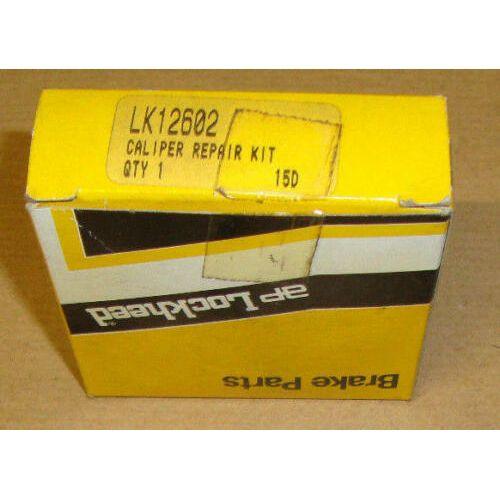 LK12602
CALIPER REPAIR KIT
QTY 1 15D
ap Lockheed®
Brake Parts